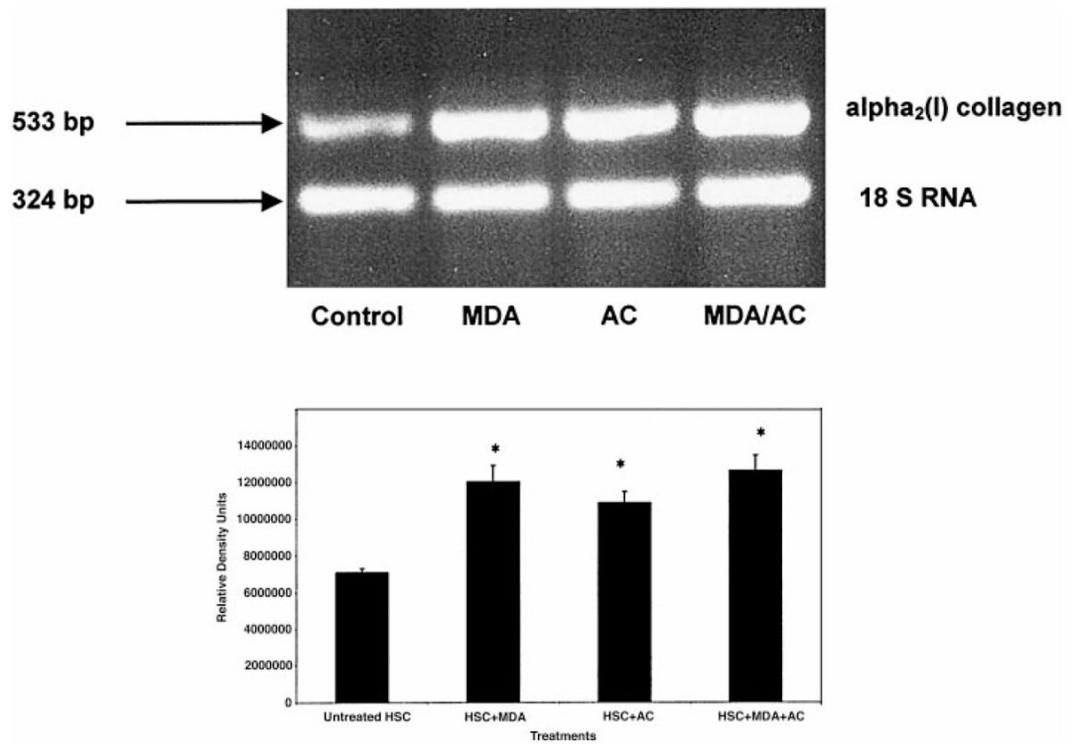 533 bp
alpha₂(I) collagen
324 bp
18 S RNA
Control MDA AC MDA/AC
Relative Density Units
14000000
12000000
10000000
8000000
6000000
4000000
2000000
0
* * *
Untreated HSC HSC+MDA HSC+AC HSC+MDA+AC
Treatments